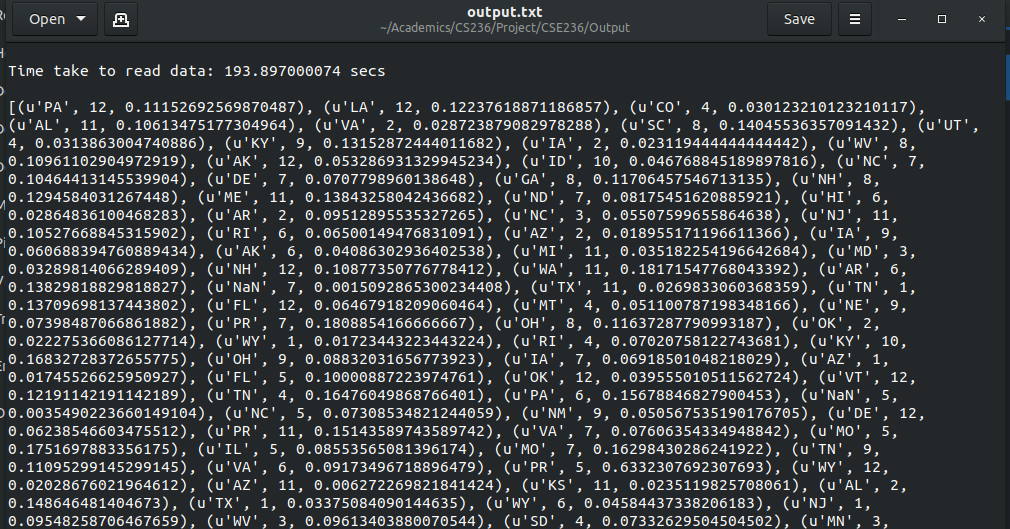 Open
output.txt
~/Academics/CS236/Project/CSE236/Output
Save
Time take to read data: 193.897000074 secs
[(u'PA', 12, 0.11152692569870487), (u'LA', 12, 0.12237618871186857), (u'CO', 4, 0.030123210123210117),
(u'AL', 11, 0.10613475177304964), (u'VA', 2, 0.028723879082978288), (u'SC', 8, 0.14045536357091432), (u'UT',
4, 0.0313863004740886), (u'KY', 9, 0.13152872444011682), (u'IA', 2, 0.023119444444444442), (u'WV', 8,
0.10961102904972919), (u'AK', 12, 0.053286931329945234), (u'ID', 10, 0.046768845189897816), (u'NC', 7,
0.10464413145539904), (u'DE', 7, 0.0707798960138648), (u'GA', 8, 0.11706457546713135), (u'NH', 8,
0.1294584031267448), (u'ME', 11, 0.13843258042436682), (u'ND', 7, 0.08175451620885921), (u'HI', 6,
0.02864836100468283), (u'AR', 2, 0.09512895535327265), (u'NC', 3, 0.05507599655864638), (u'NJ', 11,
0.10527668845315902), (u'RI', 6, 0.06500149476831091), (u'AZ', 2, 0.018955171196611366), (u'IA', 9,
0.060688394760889434), (u'AK', 6, 0.04086302936402538), (u'MI', 11, 0.035182254196642684), (u'MD', 3,
0.03289814066289409), (u'NH', 12, 0.10877350776778412), (u'WA', 11, 0.18171547768043392), (u'AR', 6,
0.13829818829818827), (u'NaN', 7, 0.0015092865300234408), (u'TX', 11, 0.0269833060368359), (u'TN', 1,
0.13709698137443802), (u'FL', 12, 0.06467918209060464), (u'MT', 4, 0.051100787198348166), (u'NE', 9,
0.07398487066861882), (u'PR', 7, 0.1808854166666667), (u'OH', 8, 0.11637287790993187), (u'OK', 2,
0.022275366086127714), (u'WY', 1, 0.01723443223443224), (u'RI', 4, 0.07020758122743681), (u'KY', 10,
0.16832728372655775), (u'OH', 9, 0.08832031656773923), (u'IA', 7, 0.06918501048218029), (u'AZ', 1,
0.01745526625950927), (u'FL', 5, 0.10000887223974761), (u'OK', 12, 0.039555010511562724), (u'VT', 12,
0.12191142191142189), (u'TN', 4, 0.16476049868766401), (u'PA', 6, 0.15678846827900453), (u'NaN', 5,
0.0035490223660149104), (u'NC', 5, 0.07308534821244059), (u'NM', 9, 0.050567535190176705), (u'DE', 12,
0.06238546603475512), (u'PR', 11, 0.15143589743589742), (u'VA', 7, 0.07606354334948842), (u'MO', 5,
0.1751697883356175), (u'IL', 5, 0.08553565081396174), (u'MO', 7, 0.16298430286241922), (u'TN', 9,
0.11095299145299145), (u'VA', 6, 0.09173496718896479), (u'PR', 5, 0.6332307692307693), (u'WY', 12,
0.02028676021964612), (u'AZ', 11, 0.006272269821841424), (u'KS', 11, 0.0235119825708061), (u'AL', 2,
0.148646481404673), (u'TX', 1, 0.03375084090144635), (u'WY', 6, 0.04584437338206183), (u'NJ', 1,
0.09548258706467659), (u'WV', 3, 0.09613403880070544), (u'SD', 4, 0.07332629504504502), (u'MN', 3,